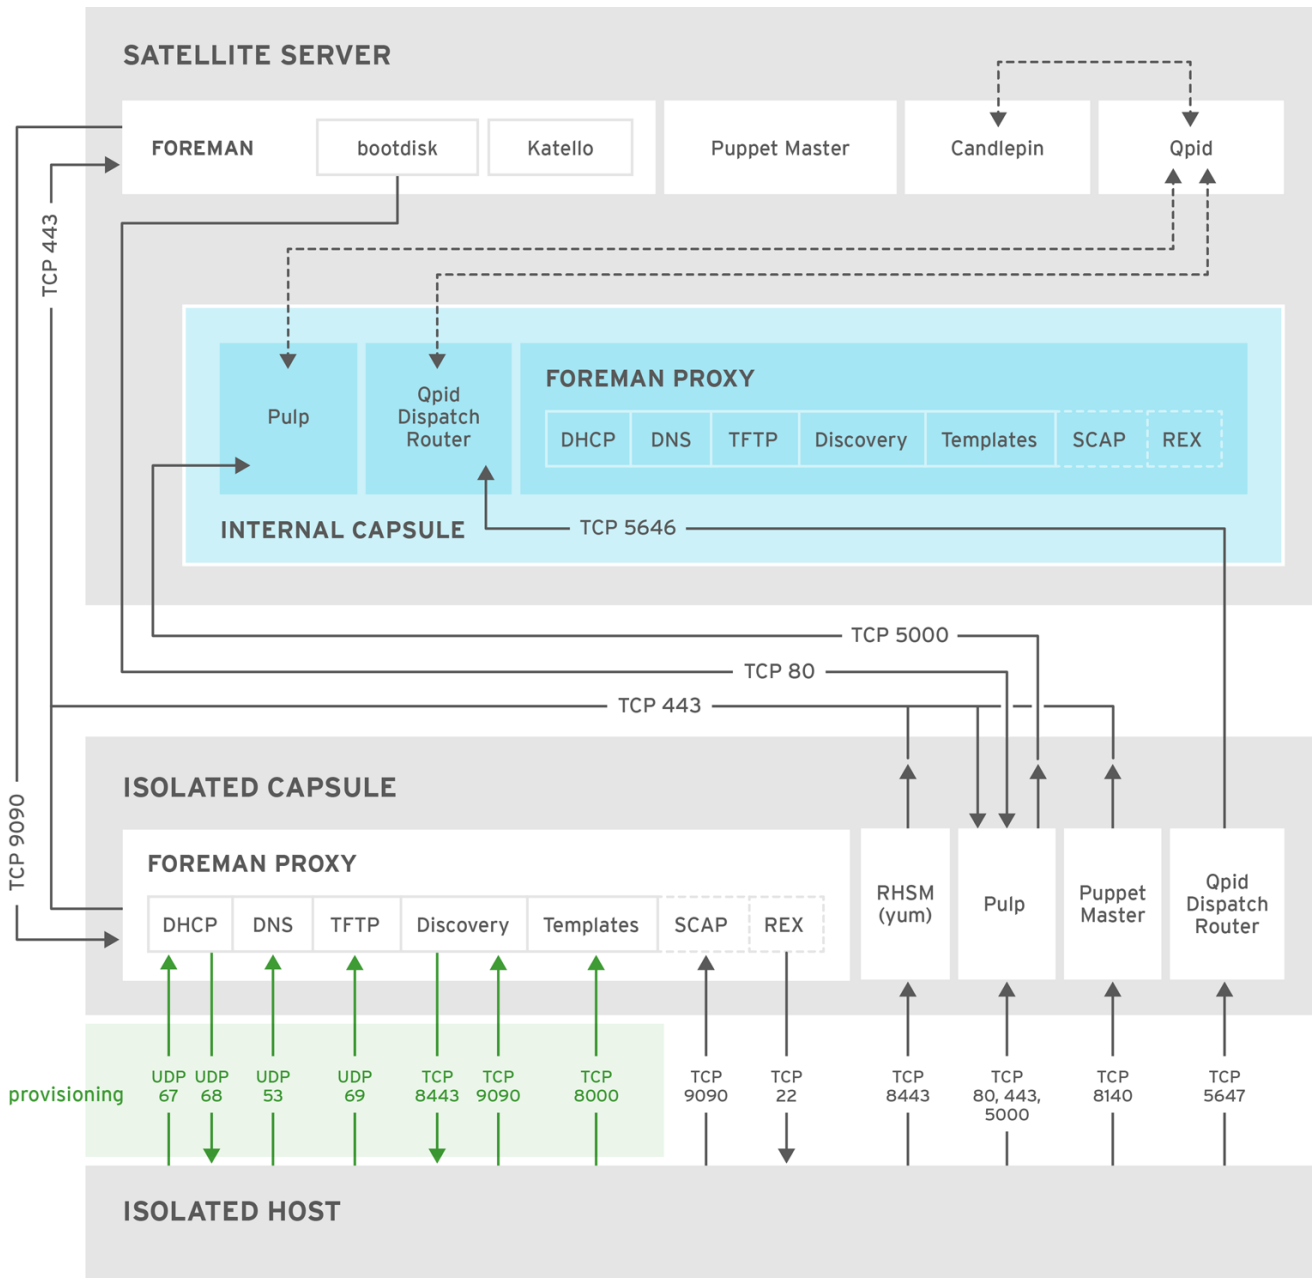 SATELLITE SERVER
FOREMAN
bootdisk
Katello
Puppet Master
Candlepin
Qpid
TCP 443
Pulp
Qpid
Dispatch
Router
FOREMAN PROXY
DHCP
DNS
TFTP
Discovery
Templates
SCAP
REX
INTERNAL CAPSULE
TCP 5646
TCP 5000
TCP 80
TCP 443
TCP 9090
ISOLATED CAPSULE
FOREMAN PROXY
DHCP
DNS
TFTP
Discovery
Templates
SCAP
REX
RHSM
(yum)
Pulp
Puppet
Master
Qpid
Dispatch
Router
provisioning
UDP
67
UDP
68
UDP
53
UDP
69
TCP
8443
TCP
9090
TCP
8000
TCP
9090
TCP
22
TCP
8443
TCP
80, 443,
5000
TCP
8140
TCP
5647
ISOLATED HOST